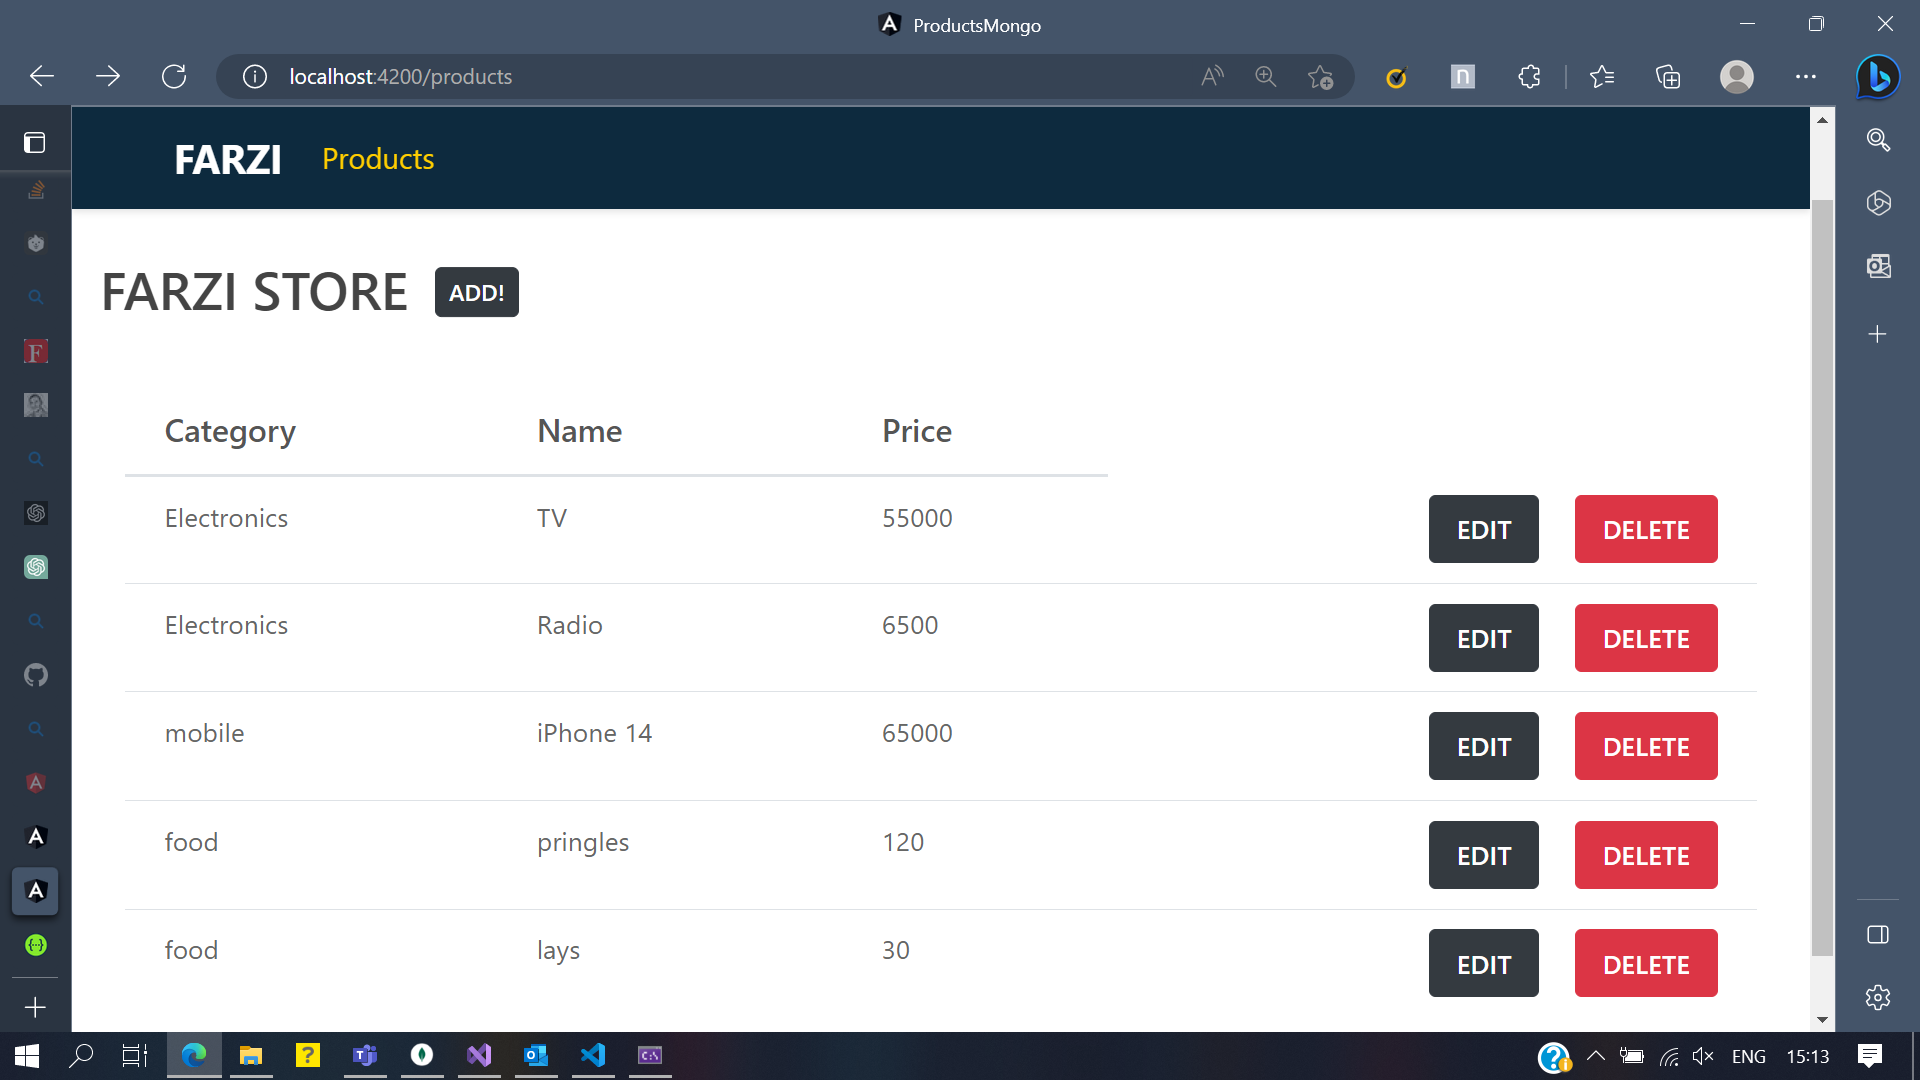 ProductsMongo
localhost:4200/products
FARZI Products
FARZI STORE ADD!
Category Name Price
Electronics TV 55000 EDIT DELETE
Electronics Radio 6500 EDIT DELETE
mobile iPhone 14 65000 EDIT DELETE
food pringles 120 EDIT DELETE
food lays 30 EDIT DELETE
ENG 15:13